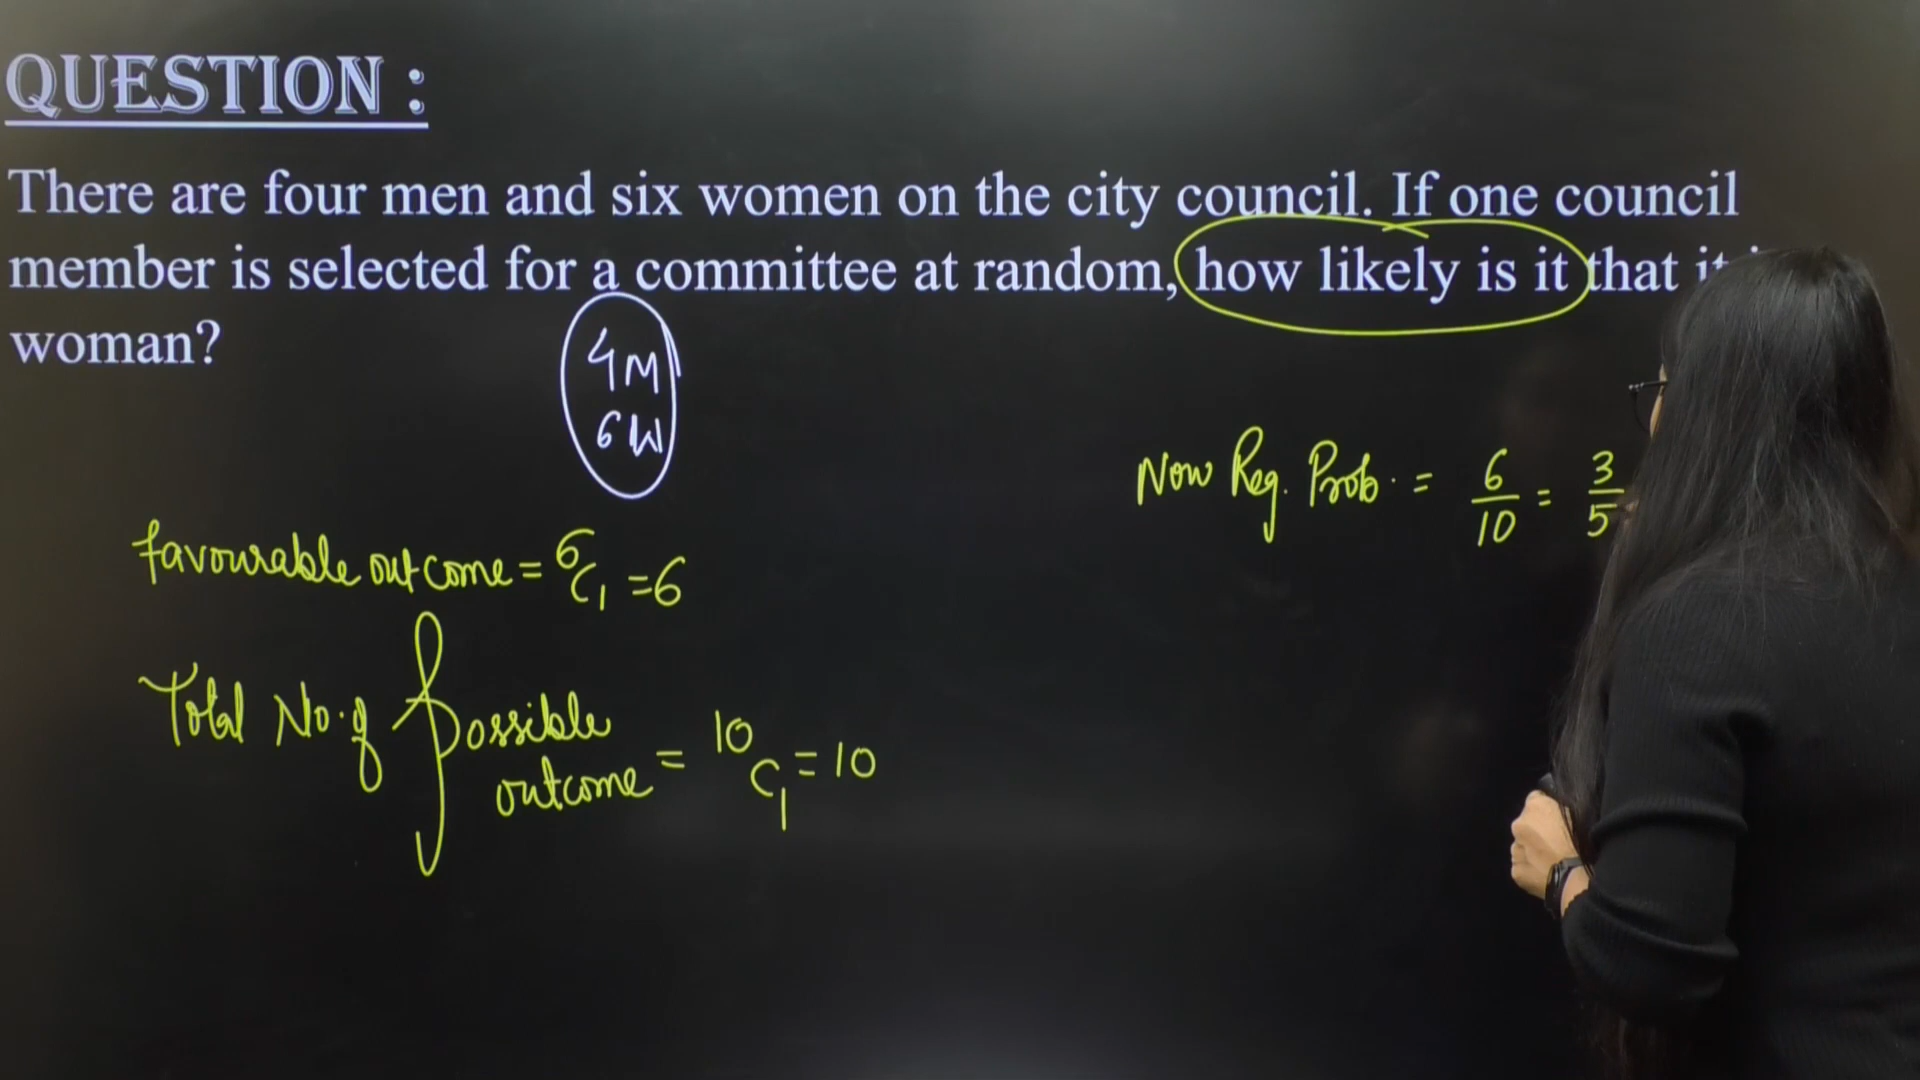 QUESTION :
There are four men and six women on the city council. If one council
member is selected for a committee at random, how likely is it that it
woman?
4M
6W
Now Req. Prob. = 6/10 = 3/5
favourable outcome = ⁶C₁ = 6
Total No. of possible
outcome = ¹⁰C₁ = 10